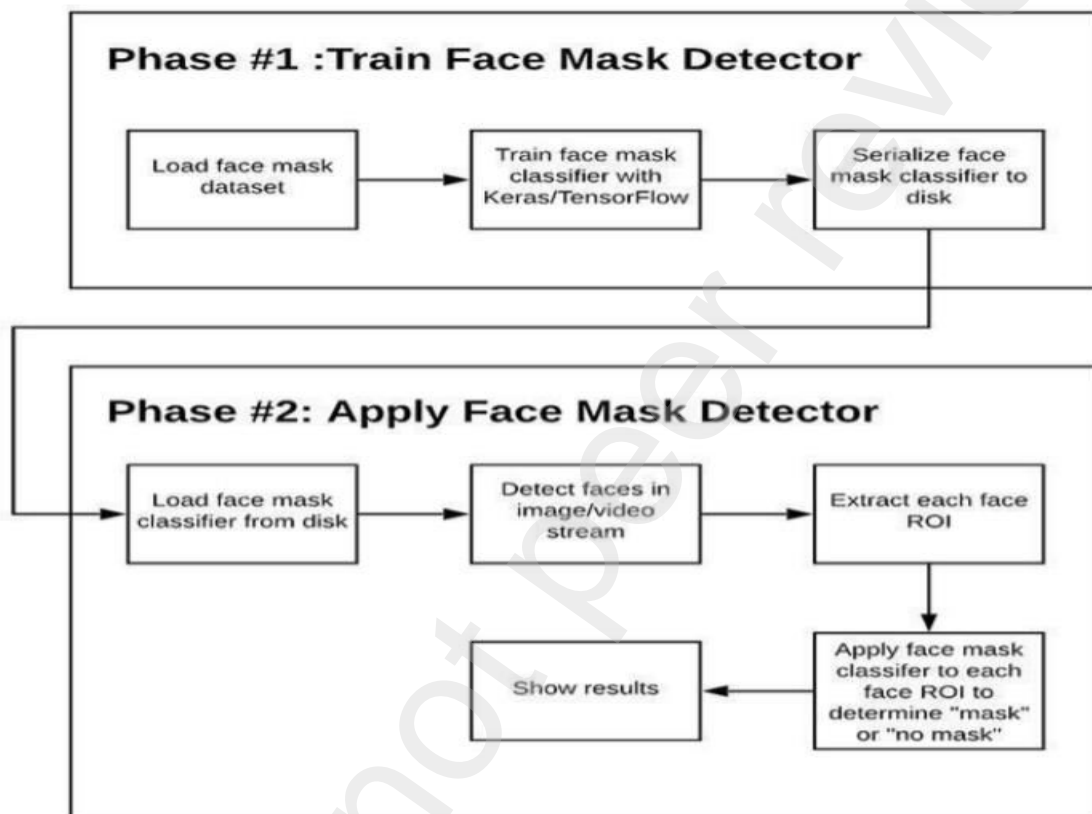 Phase #1 :Train Face Mask Detector
Load face mask
dataset
Train face mask
classifier with
Keras/TensorFlow
Serialize face
mask classifier to
disk
Phase #2: Apply Face Mask Detector
Load face mask
classifier from disk
Detect faces in
image/video
stream
Extract each face
ROI
Apply face mask
classifer to each
face ROI to
determine "mask"
or "no mask"
Show results
not peer